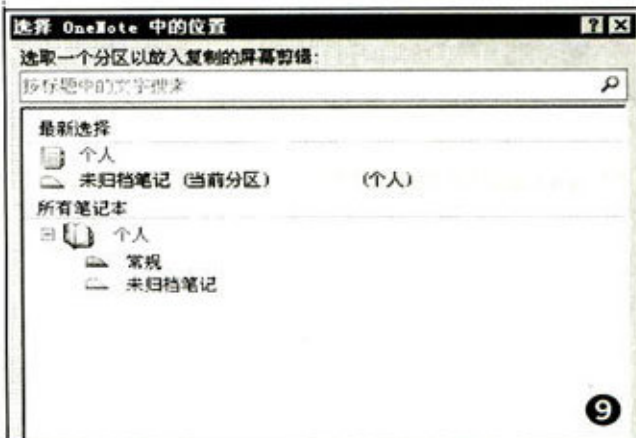 选择 OneNote 中的位置
选取一个分区以放入复制的屏幕剪辑:
按标题中的文字搜索
最新选择
个人
未归档笔记 (当前分区) (个人)
所有笔记本
个人
常规
未归档笔记
9